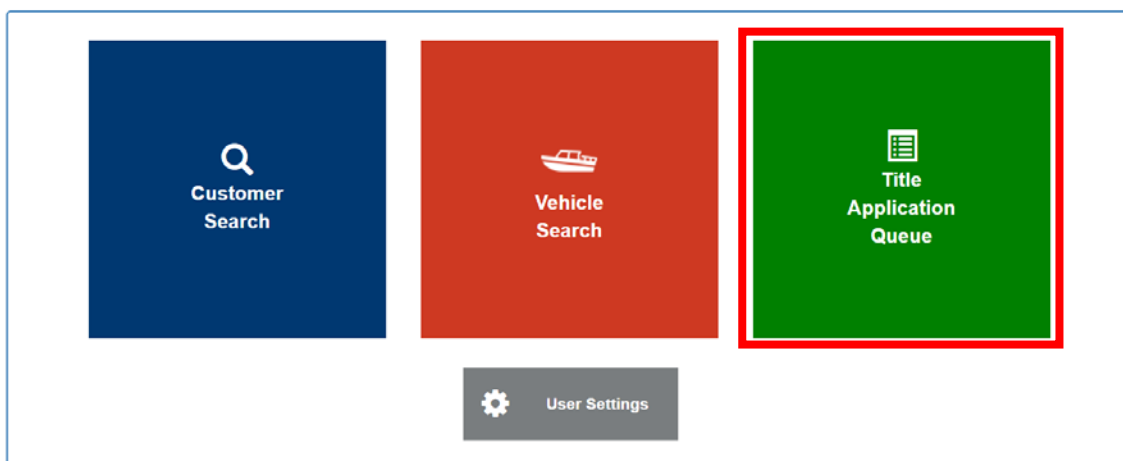 Customer
Search
Vehicle
Search
Title
Application
Queue
User Settings